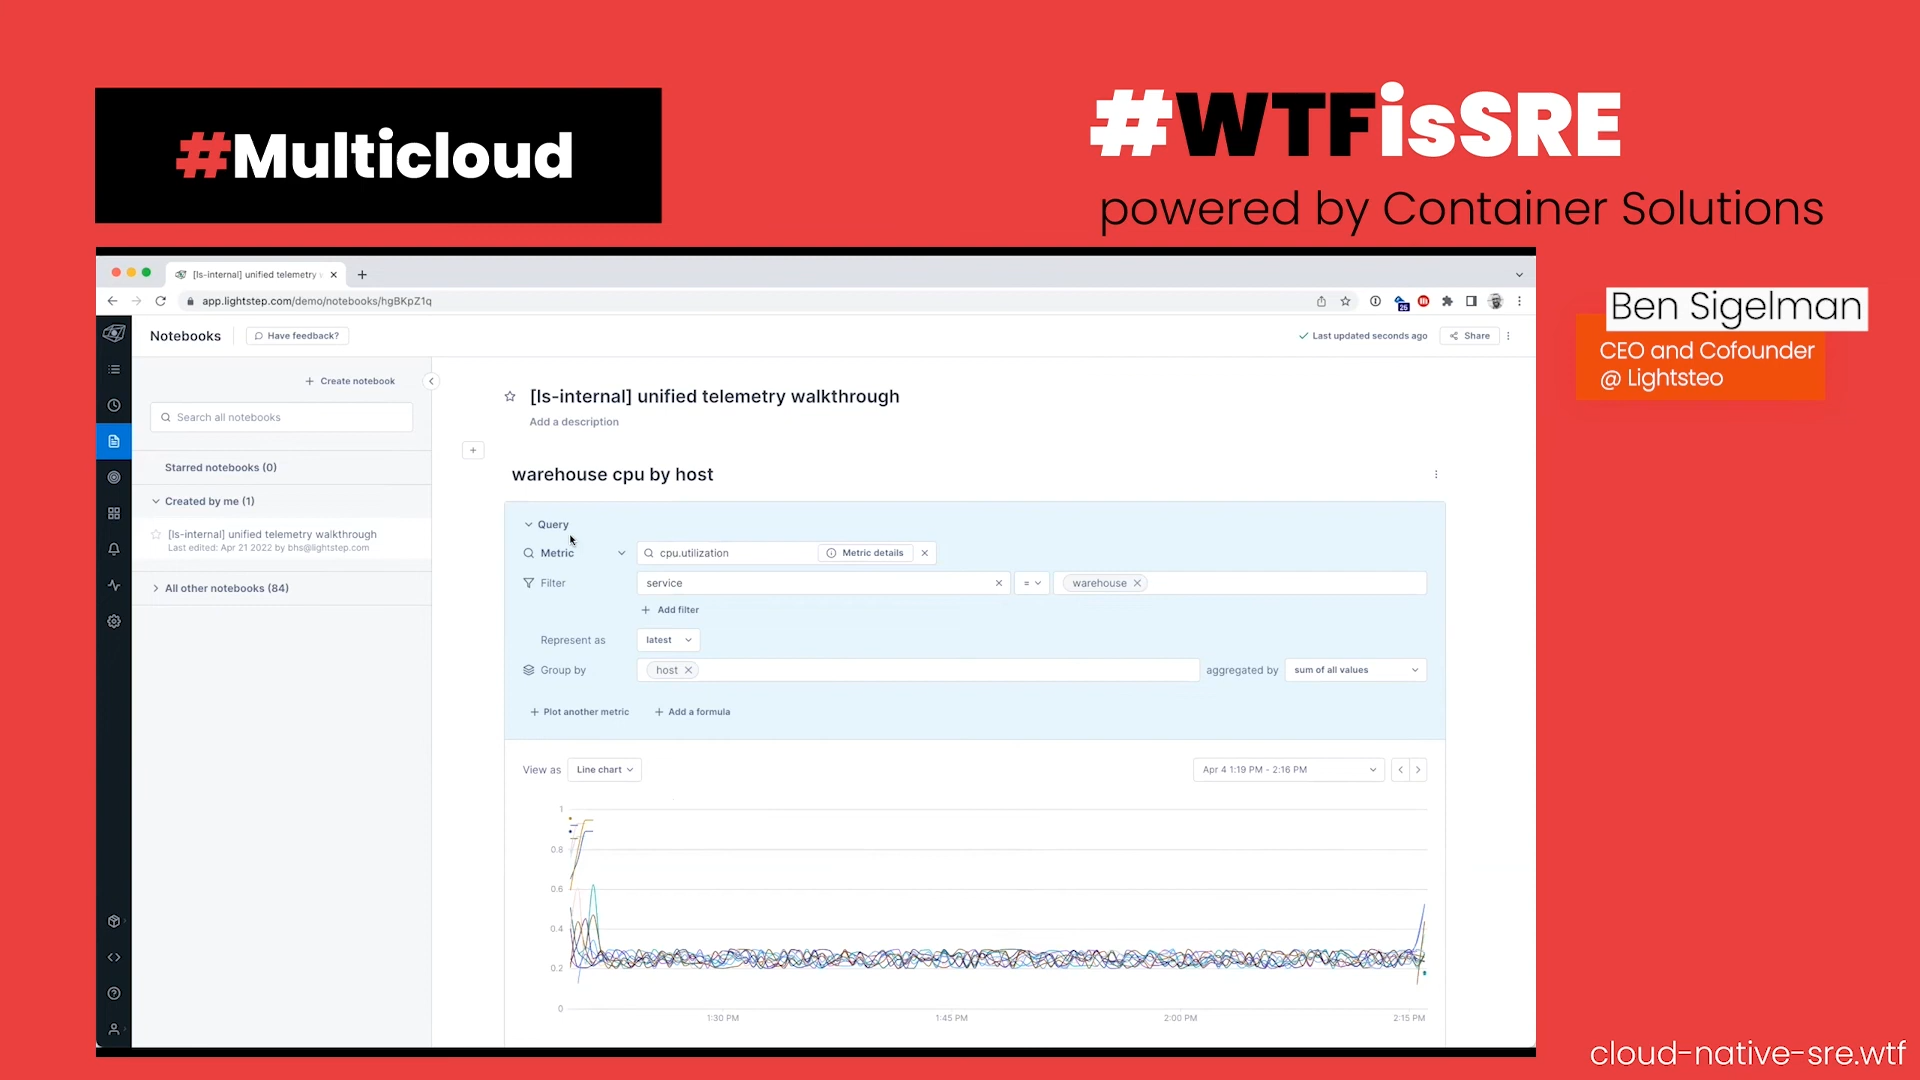 #Multicloud
#WTFisSRE
powered by Container Solutions
Ben Sigelman
CEO and Cofounder
@ Lightsteo
[ls-internal] unified telemetry
app.lightstep.com/demo/notebooks/hgBKpZ1q
25
Notebooks
Have feedback?
Last updated seconds ago
Share
Create notebook
Search all notebooks
Starred notebooks (0)
Created by me (1)
[ls-internal] unified telemetry walkthrough
Last edited: Apr 21 2022 by bhs@lightstep.com
All other notebooks (84)
[ls-internal] unified telemetry walkthrough
Add a description
warehouse cpu by host
Query
Metric cpu.utilization Metric details
Filter service = warehouse
Add filter
Represent as latest
Group by host aggregated by sum of all values
Plot another metric Add a formula
View as Line chart Apr 4 1:19 PM - 2:16 PM
1
0.8
0.6
0.4
0.2
0
1:30 PM 1:45 PM 2:00 PM 2:15 PM
cloud-native-sre.wtf